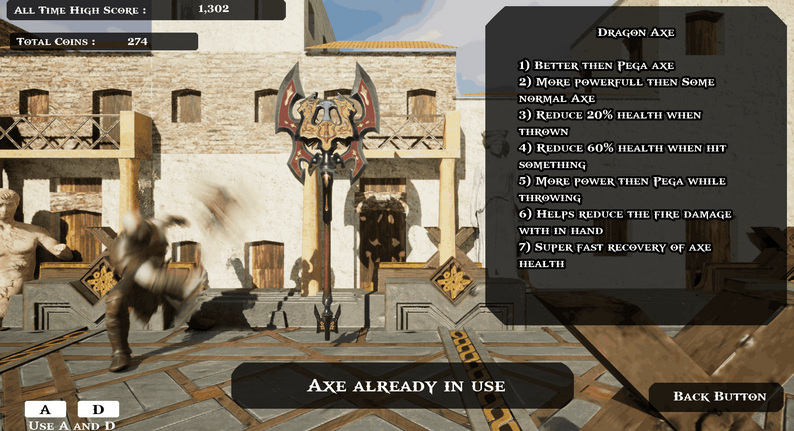 All Time High Score : 1,302
Total Coins : 274
Dragon Axe
1) Better then Pega axe
2) More powerfull then Some
normal Axe
3) Reduce 20% health when
thrown
4) Reduce 60% health when hit
something
5) More power then Pega while
throwing
6) Helps reduce the fire damage
with in hand
7) Super fast recovery of axe
health
Axe already in use
Back Button
A D
Use A and D